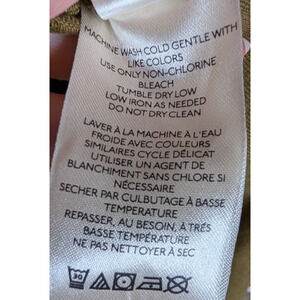 MACHINE WASH COLD GENTLE WITH
LIKE COLORS
USE ONLY NON-CHLORINE
BLEACH
TUMBLE DRY LOW
LOW IRON AS NEEDED
DO NOT DRY CLEAN
LAVER À LA MACHINE À L'EAU
FROIDE AVEC COULEURS
SIMILAIRES CYCLE DÉLICAT
UTILISER UN AGENT DE
BLANCHIMENT SANS CHLORE SI
NÉCESSAIRE
SECHER PAR CULBUTAGE À BASSE
TEMPERATURE
REPASSER, AU BESOIN, À TRÉS
BASSE TEMPÉRATURE
NE PAS NETTOYER À SEC
30